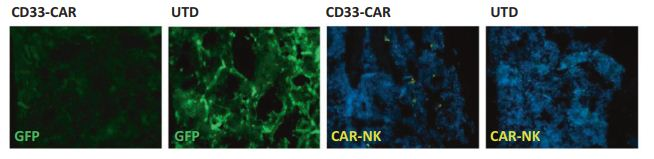 CD33-CAR UTD CD33-CAR UTD
GFP GFP CAR-NK CAR-NK